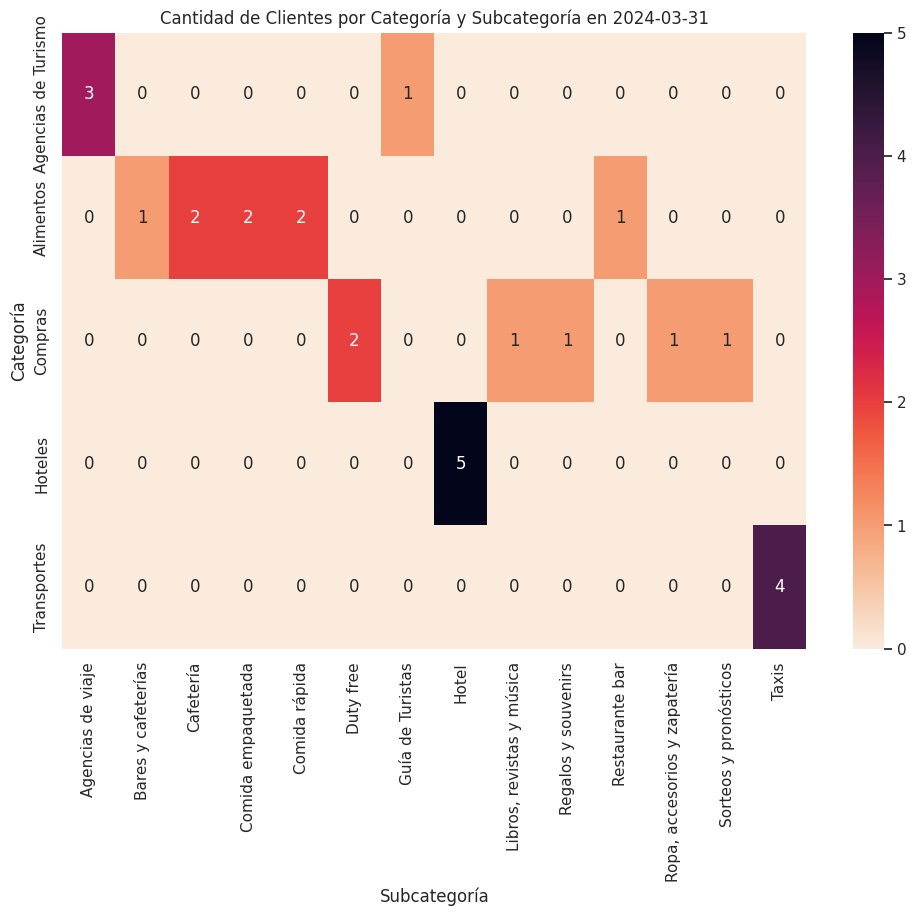 Cantidad de Clientes por Categoría y Subcategoría en 2024-03-31
Categoría
Agencias de Turismo
3 0 0 0 0 0 1 0 0 0 0 0 0 0
Alimentos
0 1 2 2 2 0 0 0 0 0 1 0 0 0
Compras
0 0 0 0 0 2 0 0 1 1 0 1 1 0
Hoteles
0 0 0 0 0 0 0 5 0 0 0 0 0 0
Transportes
0 0 0 0 0 0 0 0 0 0 0 0 0 4
Agencias de viaje
Bares y cafeterías
Cafetería
Comida empaquetada
Comida rápida
Duty free
Guía de Turistas
Hotel
Libros, revistas y música
Regalos y souvenirs
Restaurante bar
Ropa, accesorios y zapatería
Sorteos y pronósticos
Taxis
Subcategoría
5
4
3
2
1
0